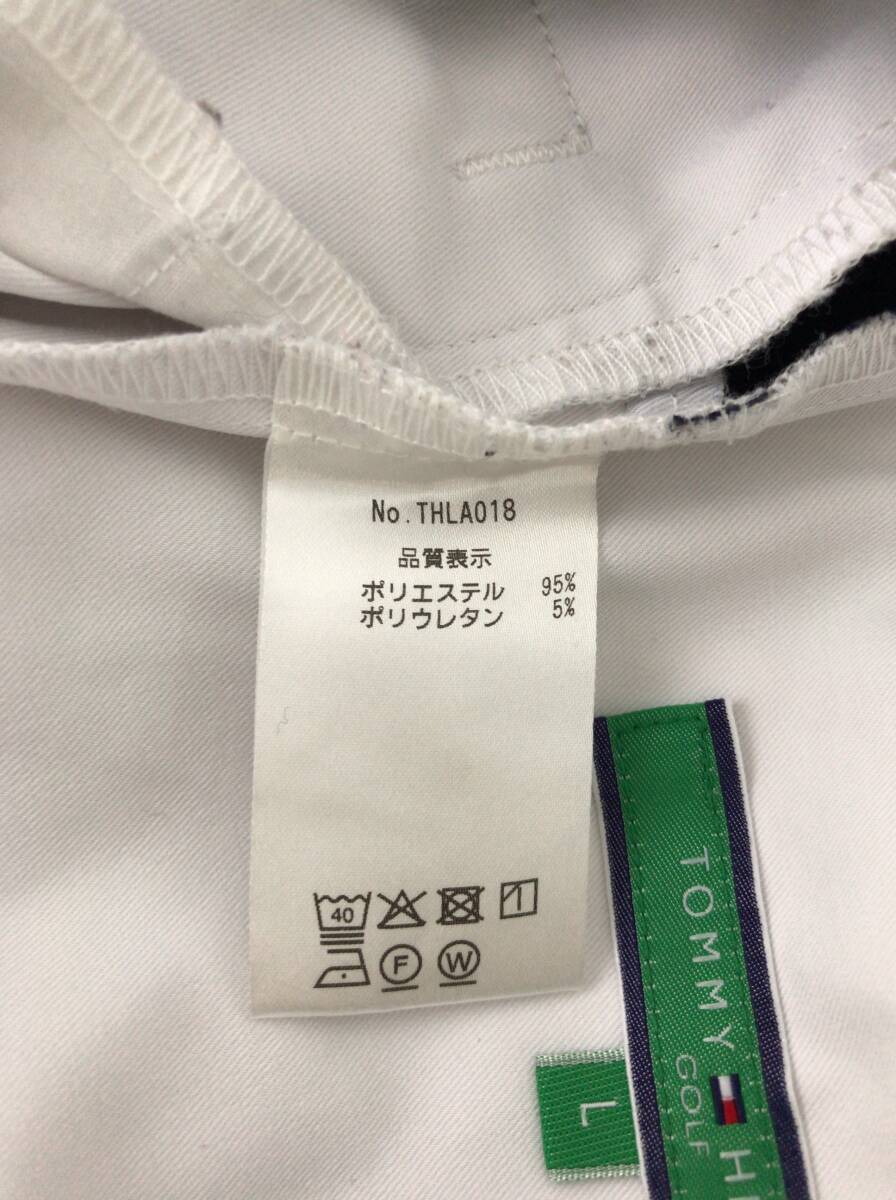 No.THLA018
品質表示
ポリエステル 95%
ポリウレタン 5%
40
F W
TOMMY H
GOLF
L